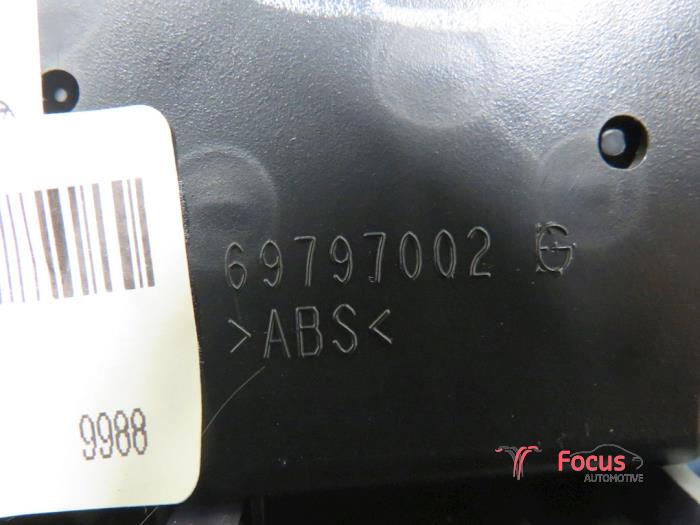 69797002 G
>ABS<
9988
Focus
AUTOMOTIVE